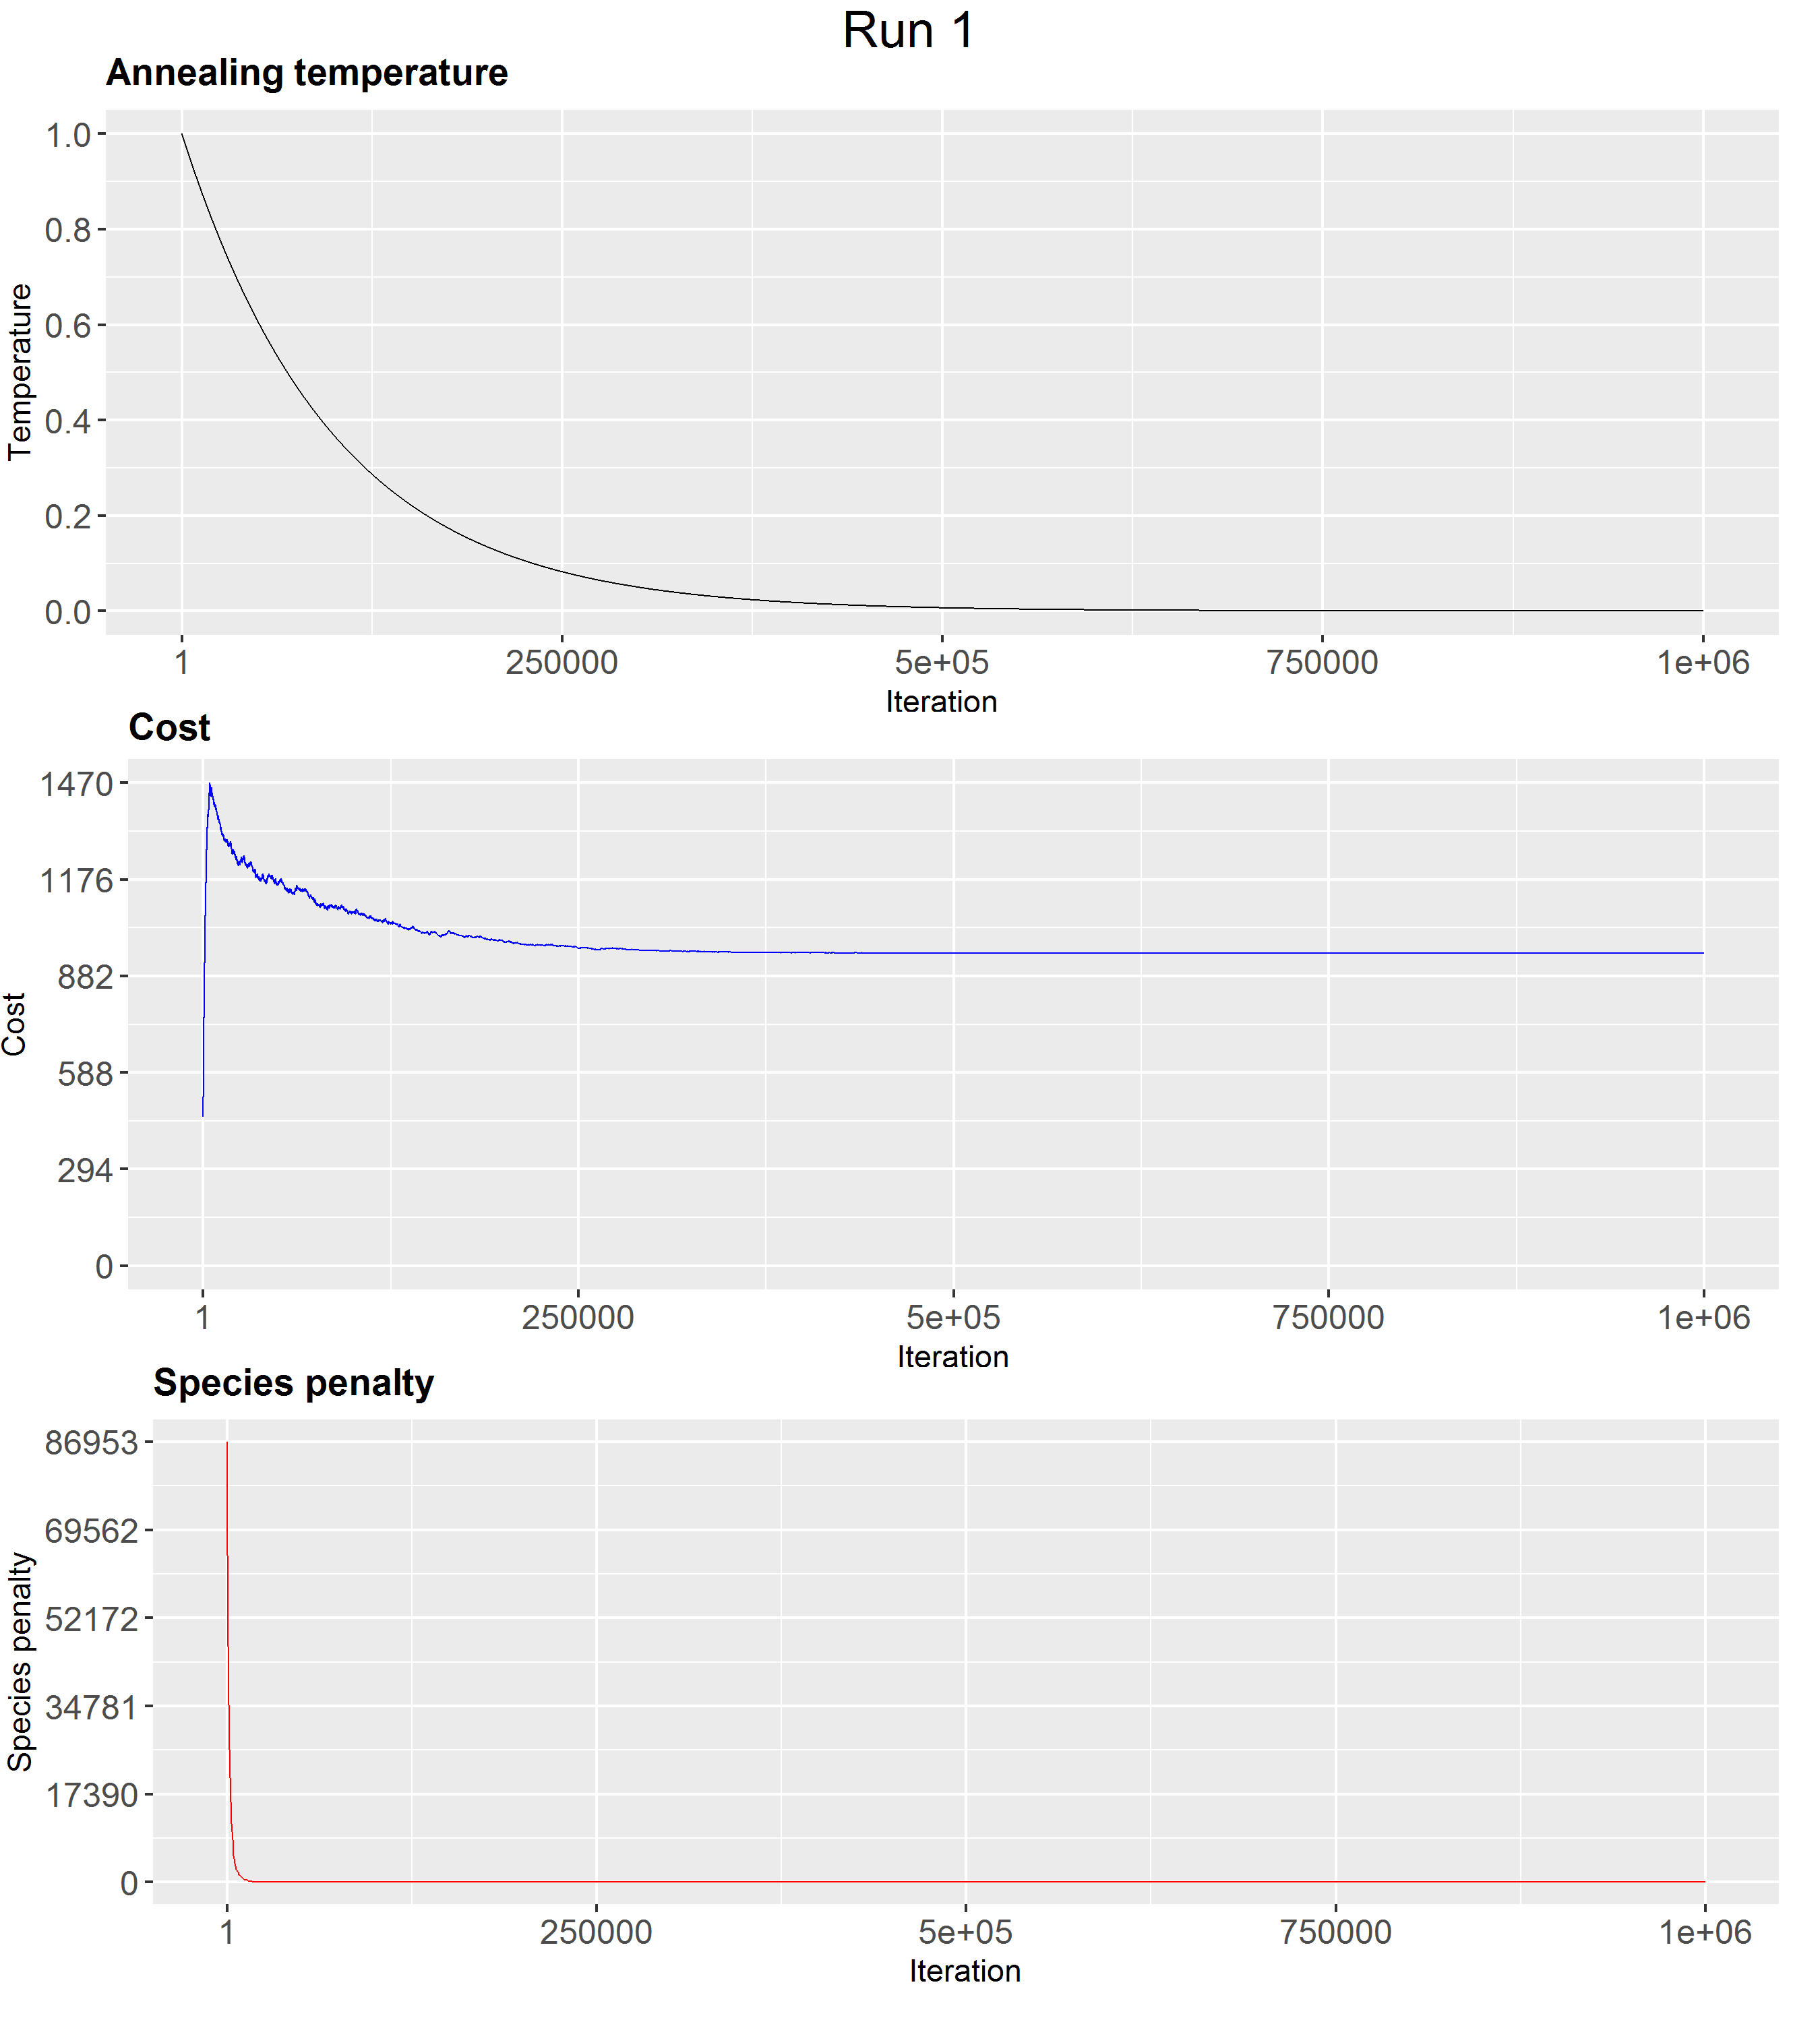 Run 1
Annealing temperature
1.0
0.8
0.6
0.4
0.2
0.0
Temperature
1 250000 5e+05 750000 1e+06
Iteration
Cost
1470
1176
882
588
294
0
Cost
1 250000 5e+05 750000 1e+06
Iteration
Species penalty
86953
69562
52172
34781
17390
0
Species penalty
1 250000 5e+05 750000 1e+06
Iteration